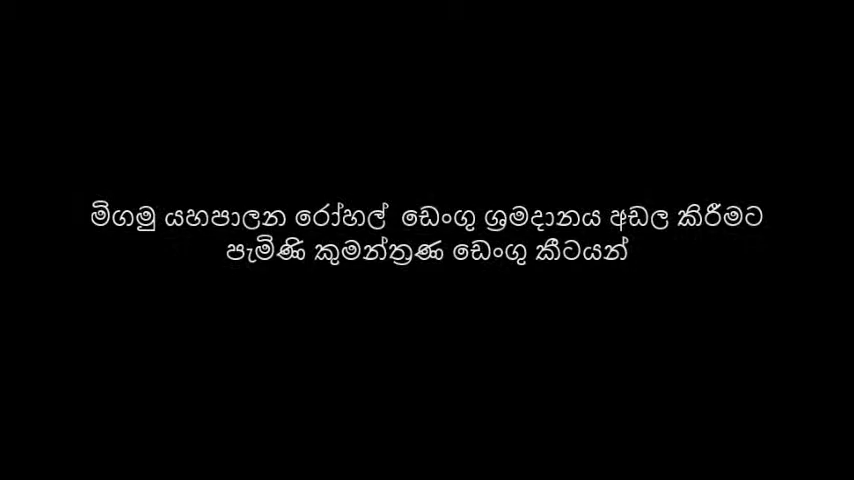 මිගමු යහපාලන රෝහල්  ඩෙංගු ශ්‍රමදානය අඩල කිරීමට
පැමිණි කුමන්ත්‍රණ ඩෙංගු කීටයන්